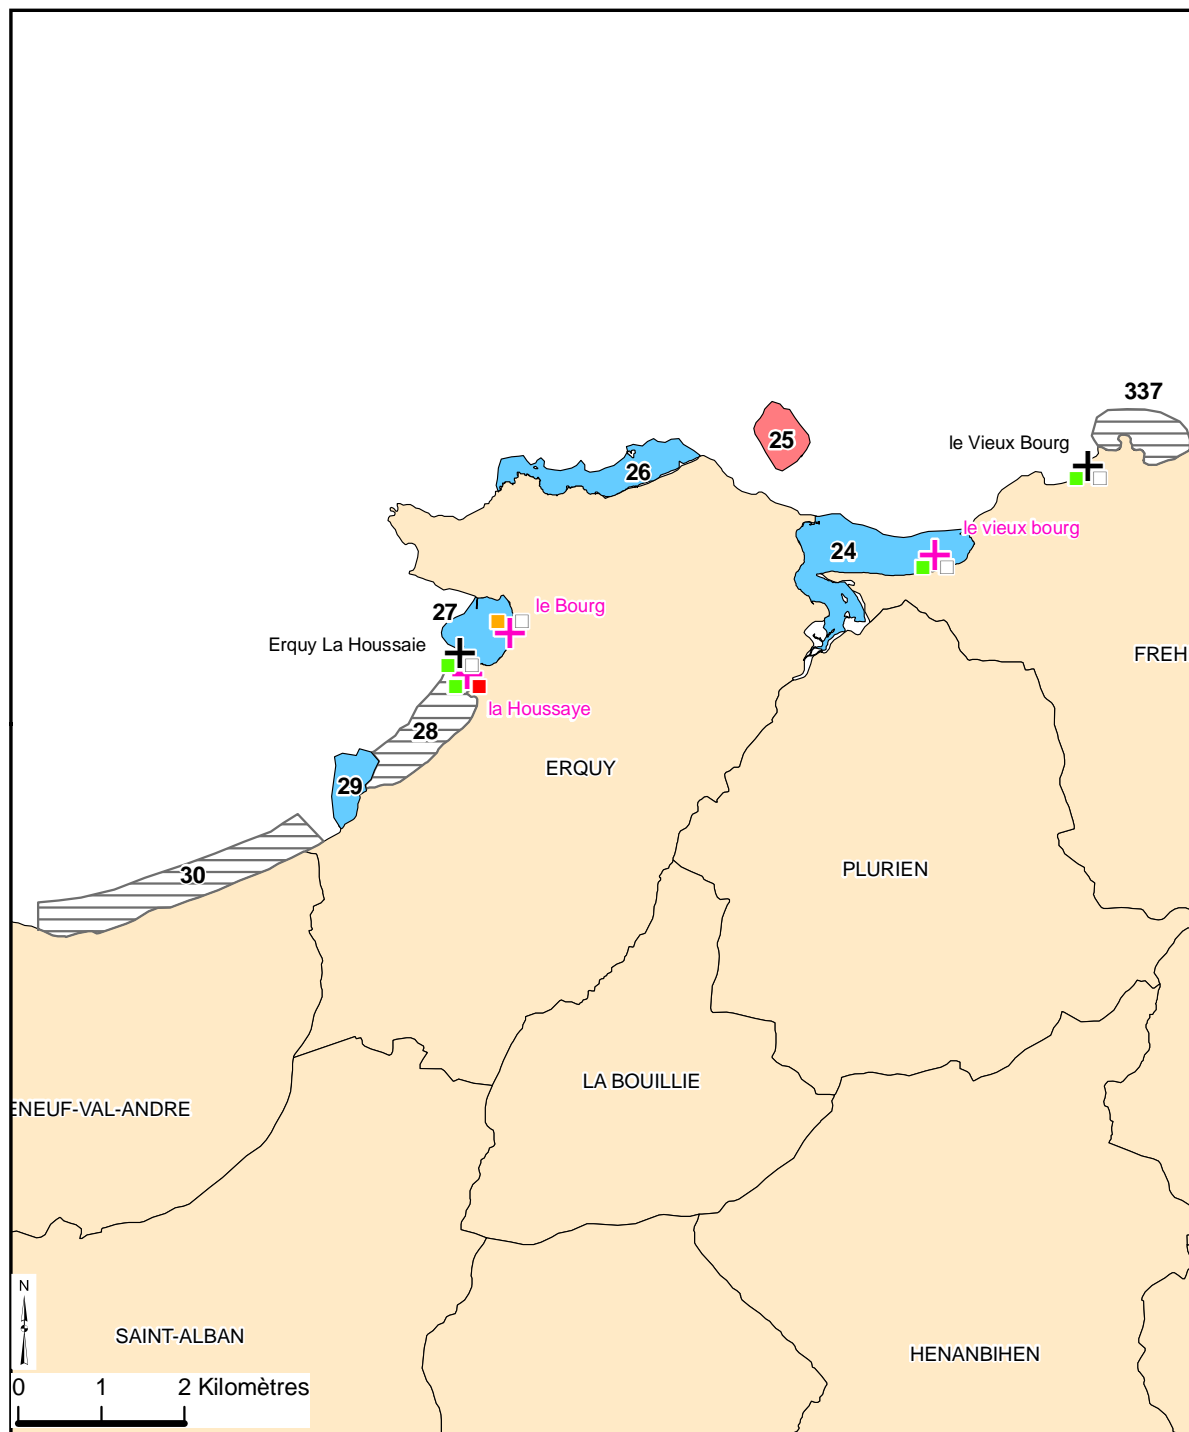 337
25
le Vieux Bourg
26
le vieux bourg
24
le Bourg
27
Erquy La Houssaie
FREH
la Houssaye
28
ERQUY
29
PLURIEN
30
LA BOUILLIE
ENEUF-VAL-ANDRE
N
SAINT-ALBAN
HENANBIHEN
0 1 2 Kilomètres